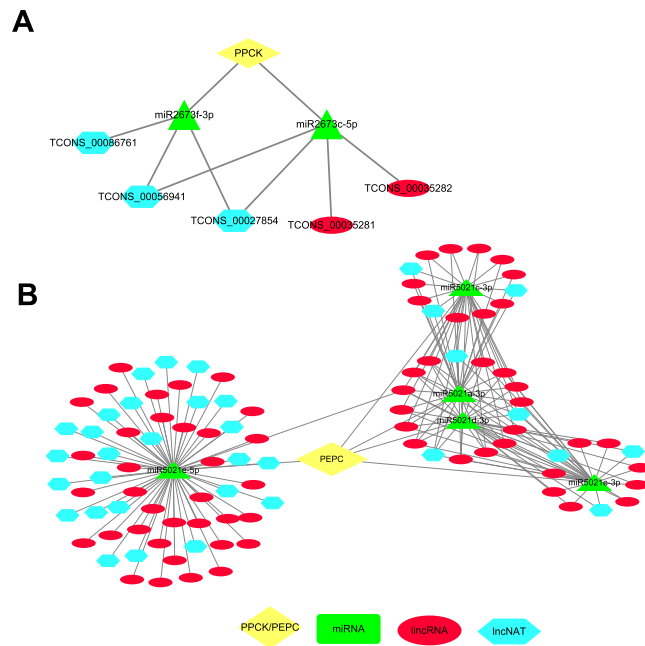 A
PPCK
miR2673f-3p
miR2673c-5p
TCONS_00086761
TCONS_00035282
TCONS_00056941
TCONS_00027854
TCONS_00035281
B
miR5021c-3p
miR5021a-3p
miR5021d-3p
PEPC
miR5021e-5p
miR5021e-3p
PPCK/PEPC
miRNA
lincRNA
lncNAT